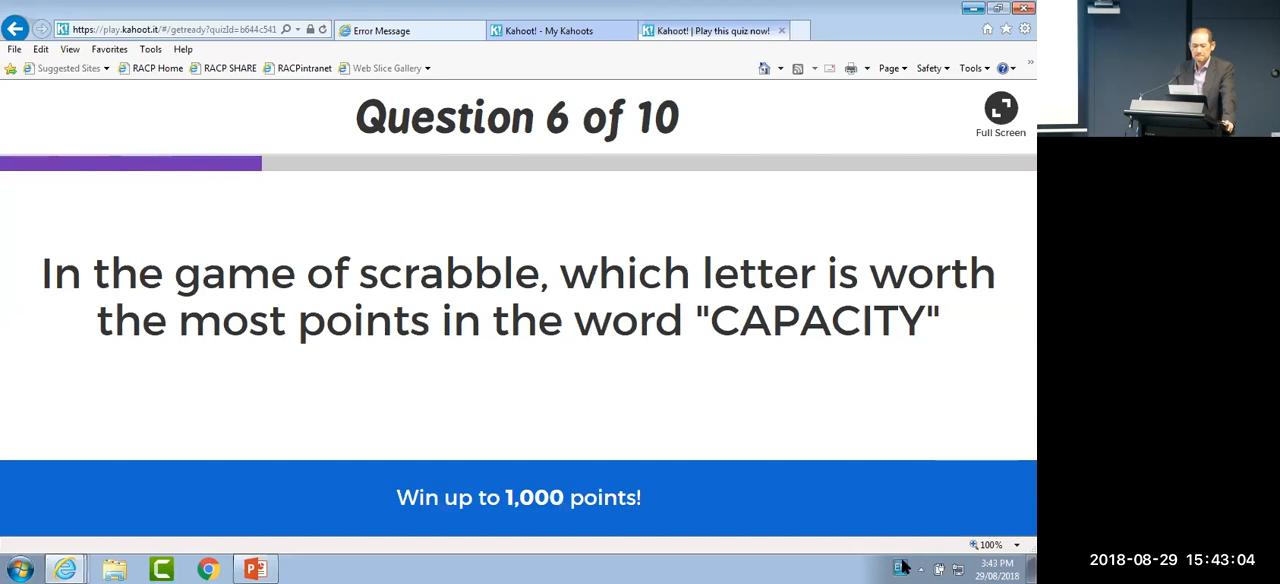 https://play.kahoot.it/#/getready?quizId=b644c541
Error Message
Kahoot! - My Kahoots
Kahoot! | Play this quiz now!
File Edit View Favorites Tools Help
Suggested Sites RACP Home RACP SHARE RACPintranet Web Slice Gallery
Page Safety Tools
Question 6 of 10
Full Screen
In the game of scrabble, which letter is worth
the most points in the word "CAPACITY"
Win up to 1,000 points!
100%
3:43 PM
29/08/2018
2018-08-29 15:43:04